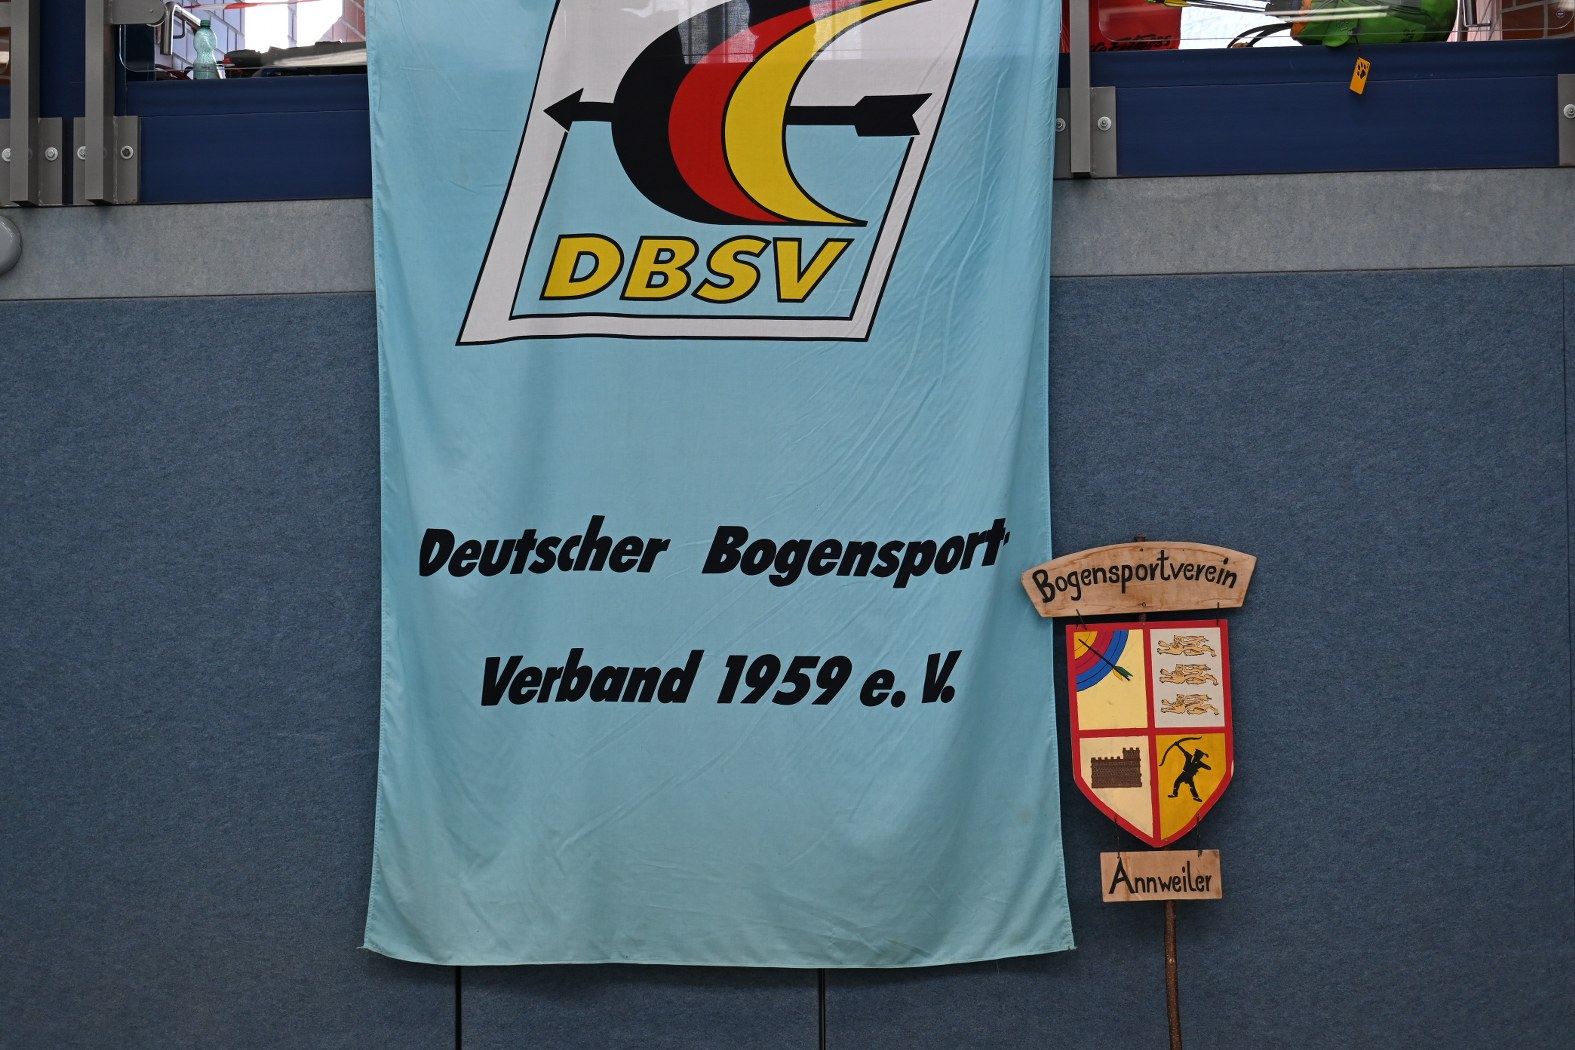 DBSV
Deutscher Bogensport-
Verband 1959 e. V.
Bogensportverein
Annweiler